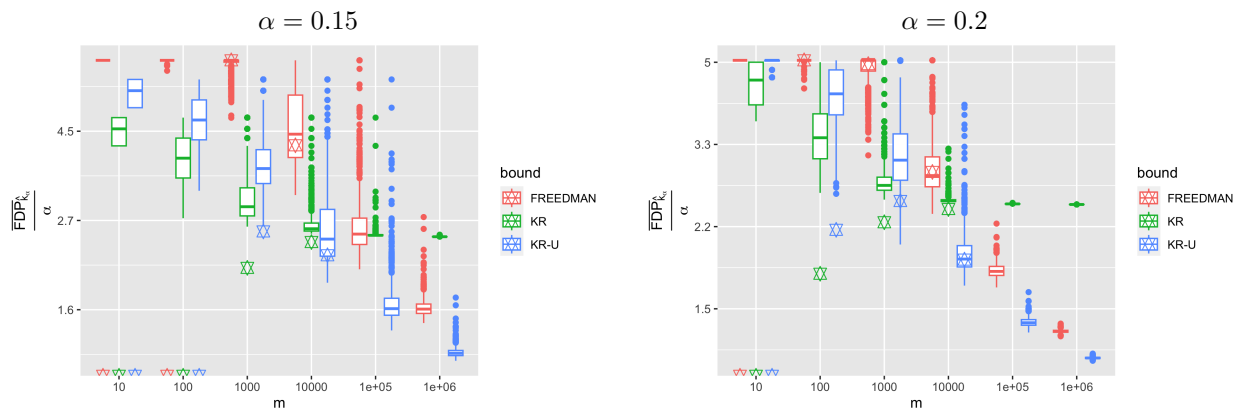 α = 0.15
4.5
2.7
1.6
10
100
1000
10000
1e+05
1e+06
m
bound
FREEDMAN
KR
KR-U
α = 0.2
5
3.3
2.2
1.5
10
100
1000
10000
1e+05
1e+06
m
α
bound
FREEDMAN
KR
KR-U